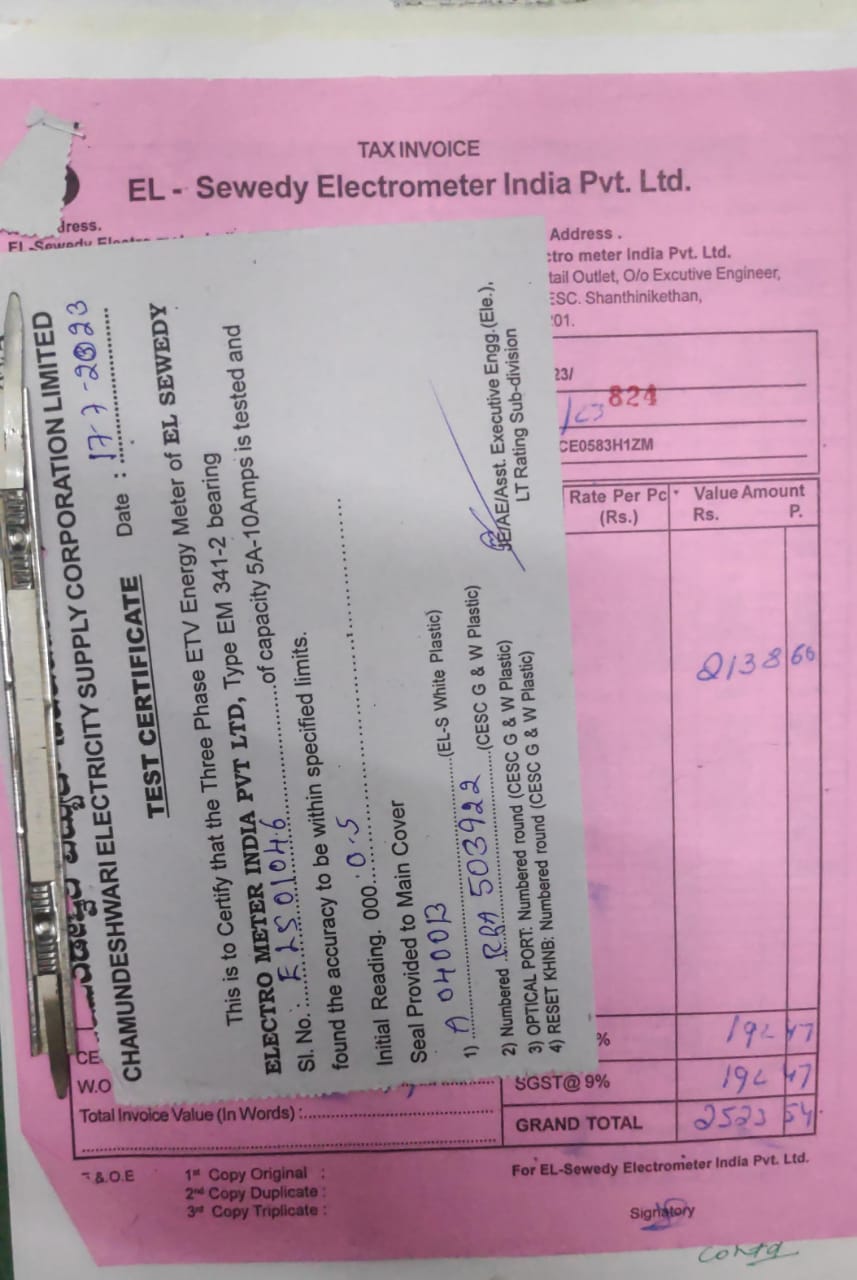 TAX INVOICE
EL - Sewedy Electrometer India Pvt. Ltd.
dress.
Address .
ctro meter India Pvt. Ltd.
tail Outlet, O/o Excutive Engineer,
ESC. Shanthinikethan,
01.
23/
824
CE0583H1ZM
Rate Per Pc
(Rs.)
Value Amount
Rs. P.
2138 66
% 192 47
SGST@ 9% 192 47
GRAND TOTAL 2523 54
CE
W.O
Total Invoice Value (In Words) :
& .O.E
1st Copy Original :
2nd Copy Duplicate :
3rd Copy Triplicate :
For EL-Sewedy Electrometer India Pvt. Ltd.
Signatory
Contd
CHAMUNDESHWARI ELECTRICITY SUPPLY CORPORATION LIMITED
TEST CERTIFICATE Date : 17-7-2023
This is to Certify that the Three Phase ETV Energy Meter of EL SEWEDY
ELECTRO METER INDIA PVT LTD, Type EM 341-2 bearing
Sl. No.: ELS01046 of capacity 5A-10Amps is tested and
found the accuracy to be within specified limits.
Initial Reading. 000 0.5
Seal Provided to Main Cover
1) A 040013 (EL-S White Plastic)
2) Numbered RRA 503922 (CESC G & W Plastic)
3) OPTICAL PORT: Numbered round (CESC G & W Plastic)
4) RESET KHNB: Numbered round (CESC G & W Plastic)
JE/AE/Asst. Executive Engg.(Ele.),
LT Rating Sub-division